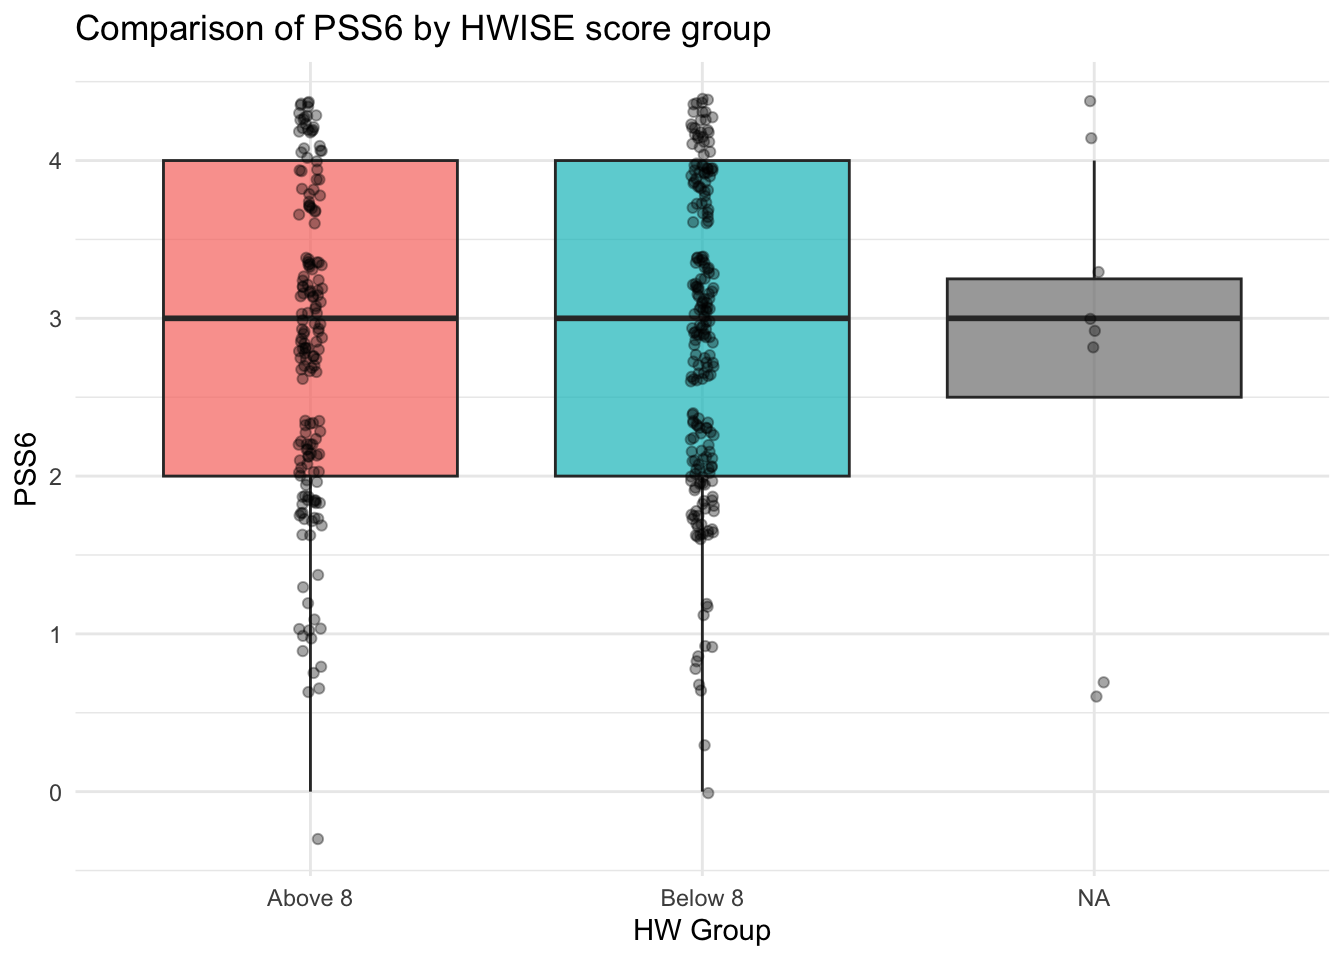 Comparison of PSS6 by HWISE score group
4
3
2
1
0
PSS6
Above 8
Below 8
NA
HW Group